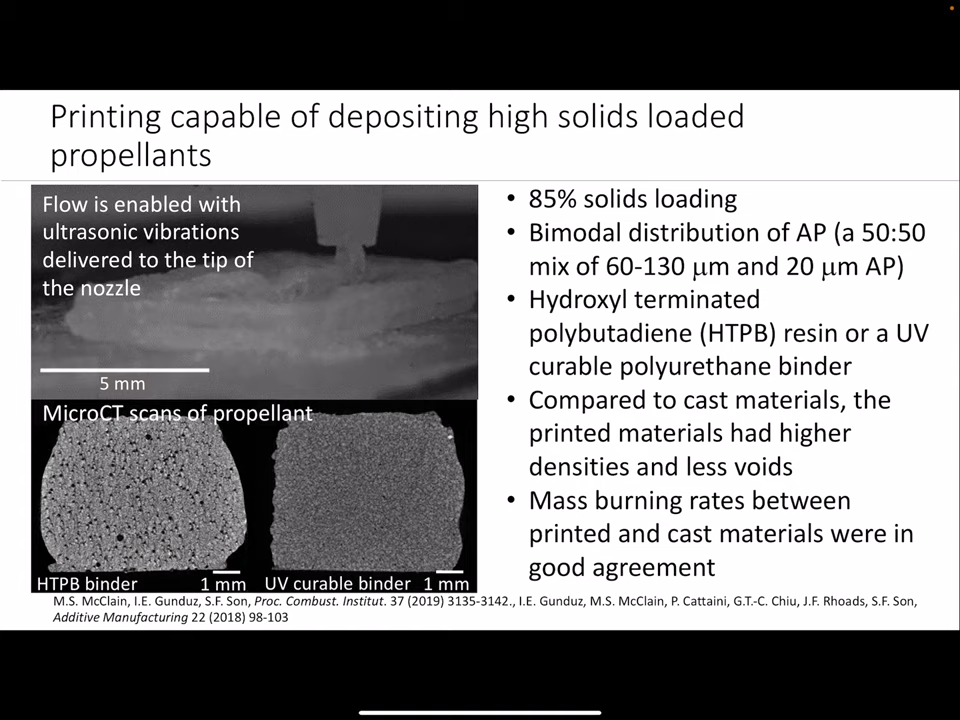 Printing capable of depositing high solids loaded
propellants
Flow is enabled with
ultrasonic vibrations
delivered to the tip of
the nozzle
5 mm
MicroCT scans of propellant
HTPB binder
1 mm
UV curable binder
1 mm
• 85% solids loading
• Bimodal distribution of AP (a 50:50
mix of 60-130 μm and 20 μm AP)
• Hydroxyl terminated
polybutadiene (HTPB) resin or a UV
curable polyurethane binder
• Compared to cast materials, the
printed materials had higher
densities and less voids
• Mass burning rates between
printed and cast materials were in
good agreement
M.S. McClain, I.E. Gunduz, S.F. Son, Proc. Combust. Institut. 37 (2019) 3135-3142., I.E. Gunduz, M.S. McClain, P. Cattaini, G.T.-C. Chiu, J.F. Rhoads, S.F. Son,
Additive Manufacturing 22 (2018) 98-103